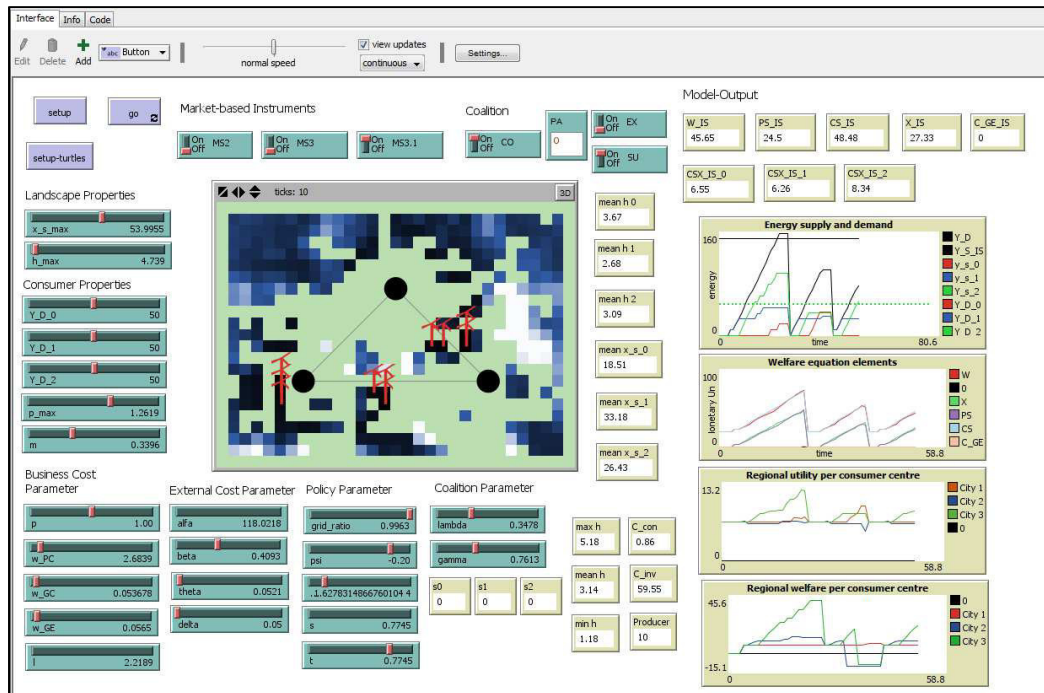 Interface Info Code
Edit Delete Add
abc Button
normal speed
view updates
continuous
Settings...
setup
go
setup-turtles
Market-based Instruments
On
Off
MS2
On
Off
MS3
On
Off
MS3.1
Coalition
On
Off
CO
PA
0
On
Off
EX
On
Off
SU
Model-Output
W_IS
45.65
PS_IS
24.5
CS_IS
48.48
X_IS
27.33
C_GE_IS
0
CSX_IS_0
6.55
CSX_IS_1
6.26
CSX_IS_2
8.34
Landscape Properties
x_s_max 53.9955
h_max 4.739
Consumer Properties
Y_D_0 50
Y_D_1 50
Y_D_2 50
p_max 1.2619
m 0.3396
ticks: 10
3D
mean h 0
3.67
mean h 1
2.68
mean h 2
3.09
mean x_s_0
18.51
mean x_s_1
33.18
mean x_s_2
26.43
Energy supply and demand
160
energy
0
0 time 80.6
Y_D
Y_S_IS
y_s_0
y_s_1
Y_s_2
Y_D_0
Y_D_1
Y_D_2
Welfare equation elements
100
lonetary Un
0
0 time 58.8
W
0
X
PS
CS
C_GE
Regional utility per consumer centre
13.2
0
0 58.8
City 1
City 2
City 3
0
Regional welfare per consumer centre
45.6
-15.1
0 58.8
0
City 1
City 2
City 3
Business Cost
Parameter
p 1.00
w_PC 2.6839
w_GC 0.053678
w_GE 0.0565
l 2.2189
External Cost Parameter
alfa 118.0218
beta 0.4093
theta 0.0521
delta 0.05
Policy Parameter
grid_ratio 0.9963
psi -0.20
.1.6278314866760104 4
s 0.7745
t 0.7745
Coalition Parameter
lambda 0.3478
gamma 0.7613
s0
0
s1
0
s2
0
max h
5.18
C_con
0.86
mean h
3.14
C_inv
59.55
min h
1.18
Producer
10